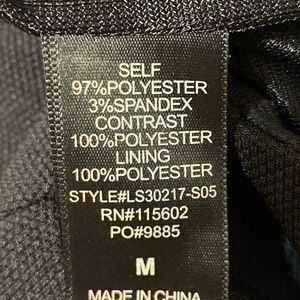 SELF
97%POLYESTER
3%SPANDEX
CONTRAST
100%POLYESTER
LINING
100%POLYESTER
STYLE#LS30217-S05
RN#115602
PO#9885
M
MADE IN CHINA